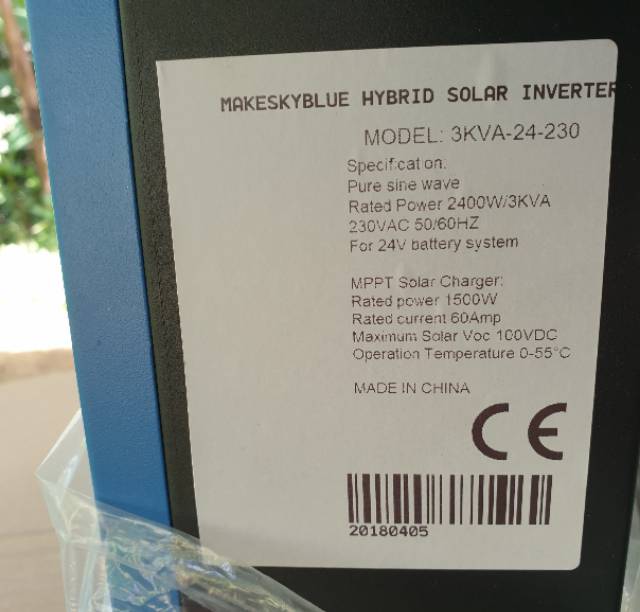 MAKESKYBLUE HYBRID SOLAR INVERTER
MODEL: 3KVA-24-230
Specification:
Pure sine wave
Rated Power 2400W/3KVA
230VAC 50/60HZ
For 24V battery system
MPPT Solar Charger:
Rated power 1500W
Rated current 60Amp
Maximum Solar Voc 100VDC
Operation Temperature 0-55°C
MADE IN CHINA
CE
20180405